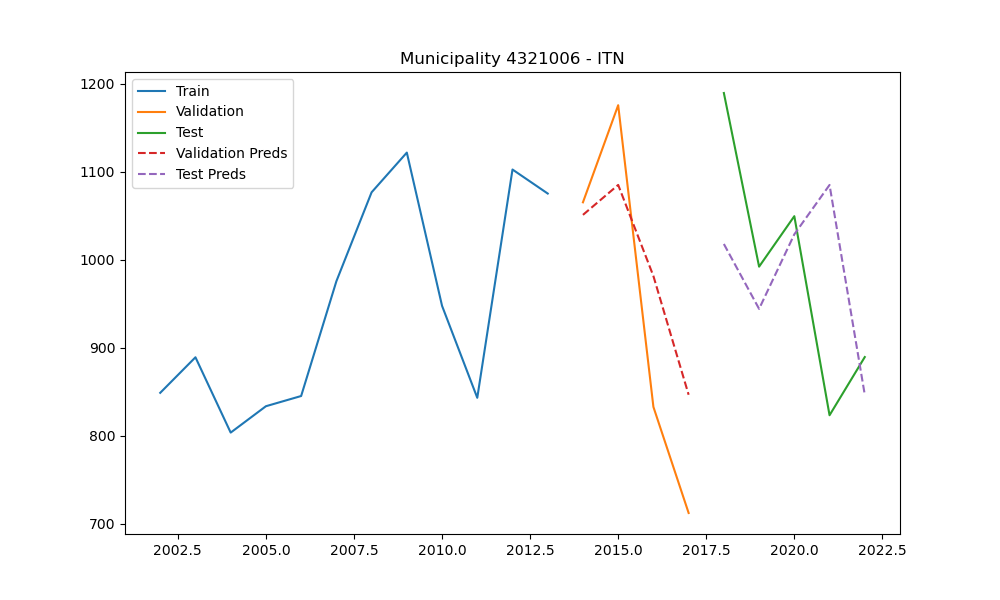 Municipality 4321006 - ITN
Train
Validation
Test
Validation Preds
Test Preds
1200
1100
1000
900
800
700
2002.5 2005.0 2007.5 2010.0 2012.5 2015.0 2017.5 2020.0 2022.5